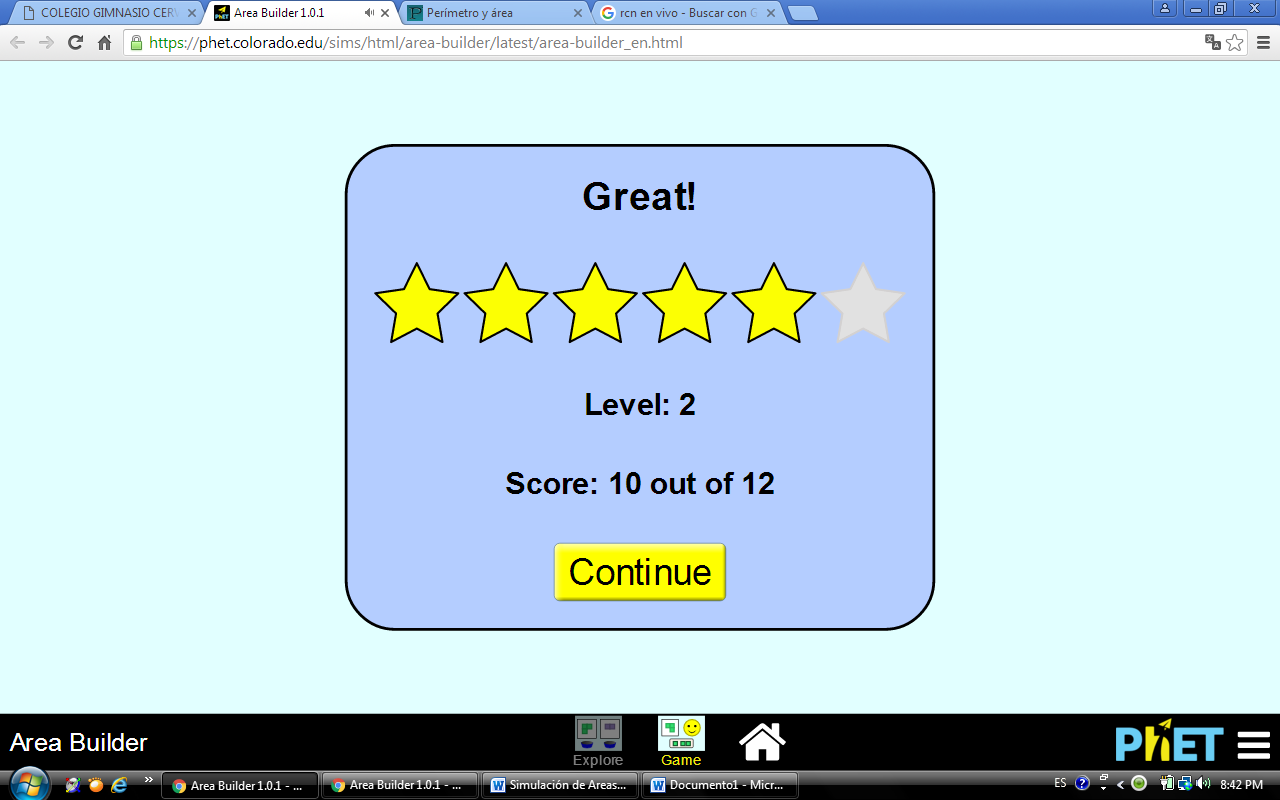 COLEGIO GIMNASIO CERV
Area Builder 1.0.1
Perímetro y área
rcn en vivo - Buscar con G
https://phet.colorado.edu/sims/html/area-builder/latest/area-builder_en.html
Great!
Level: 2
Score: 10 out of 12
Continue
Area Builder
Explore
Game
PhET
Area Builder 1.0.1 - ...
Area Builder 1.0.1 - ...
Simulación de Areas...
Documento1 - Micr...
ES
8:42 PM